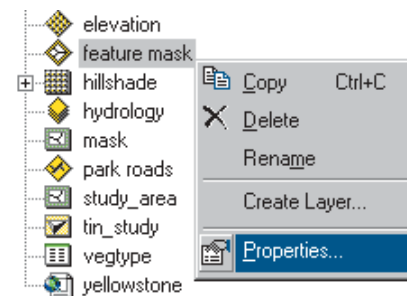 elevation
feature mask
hillshade
hydrology
mask
park roads
study_area
tin_study
vegtype
yellowstone
Copy Ctrl+C
Delete
Rename
Create Layer...
Properties...